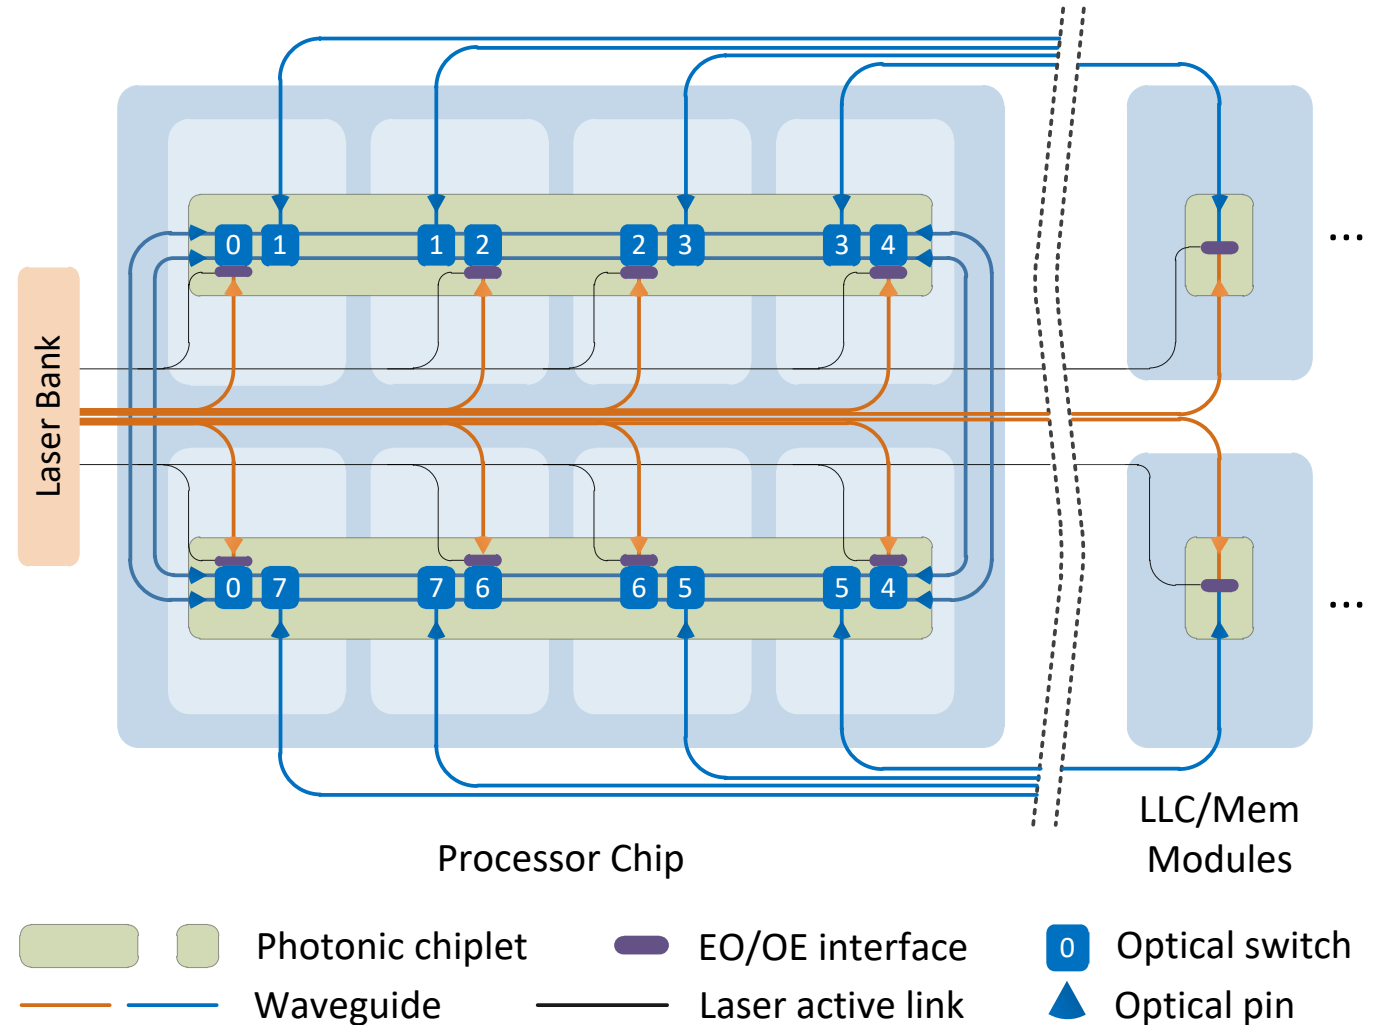 0 1 1 2 2 3 3 4
...
Laser Bank
0 7 7 6 6 5 5 4
...
LLC/Mem
Modules
Processor Chip
Photonic chiplet
EO/OE interface
0
Optical switch
Waveguide
Laser active link
Optical pin